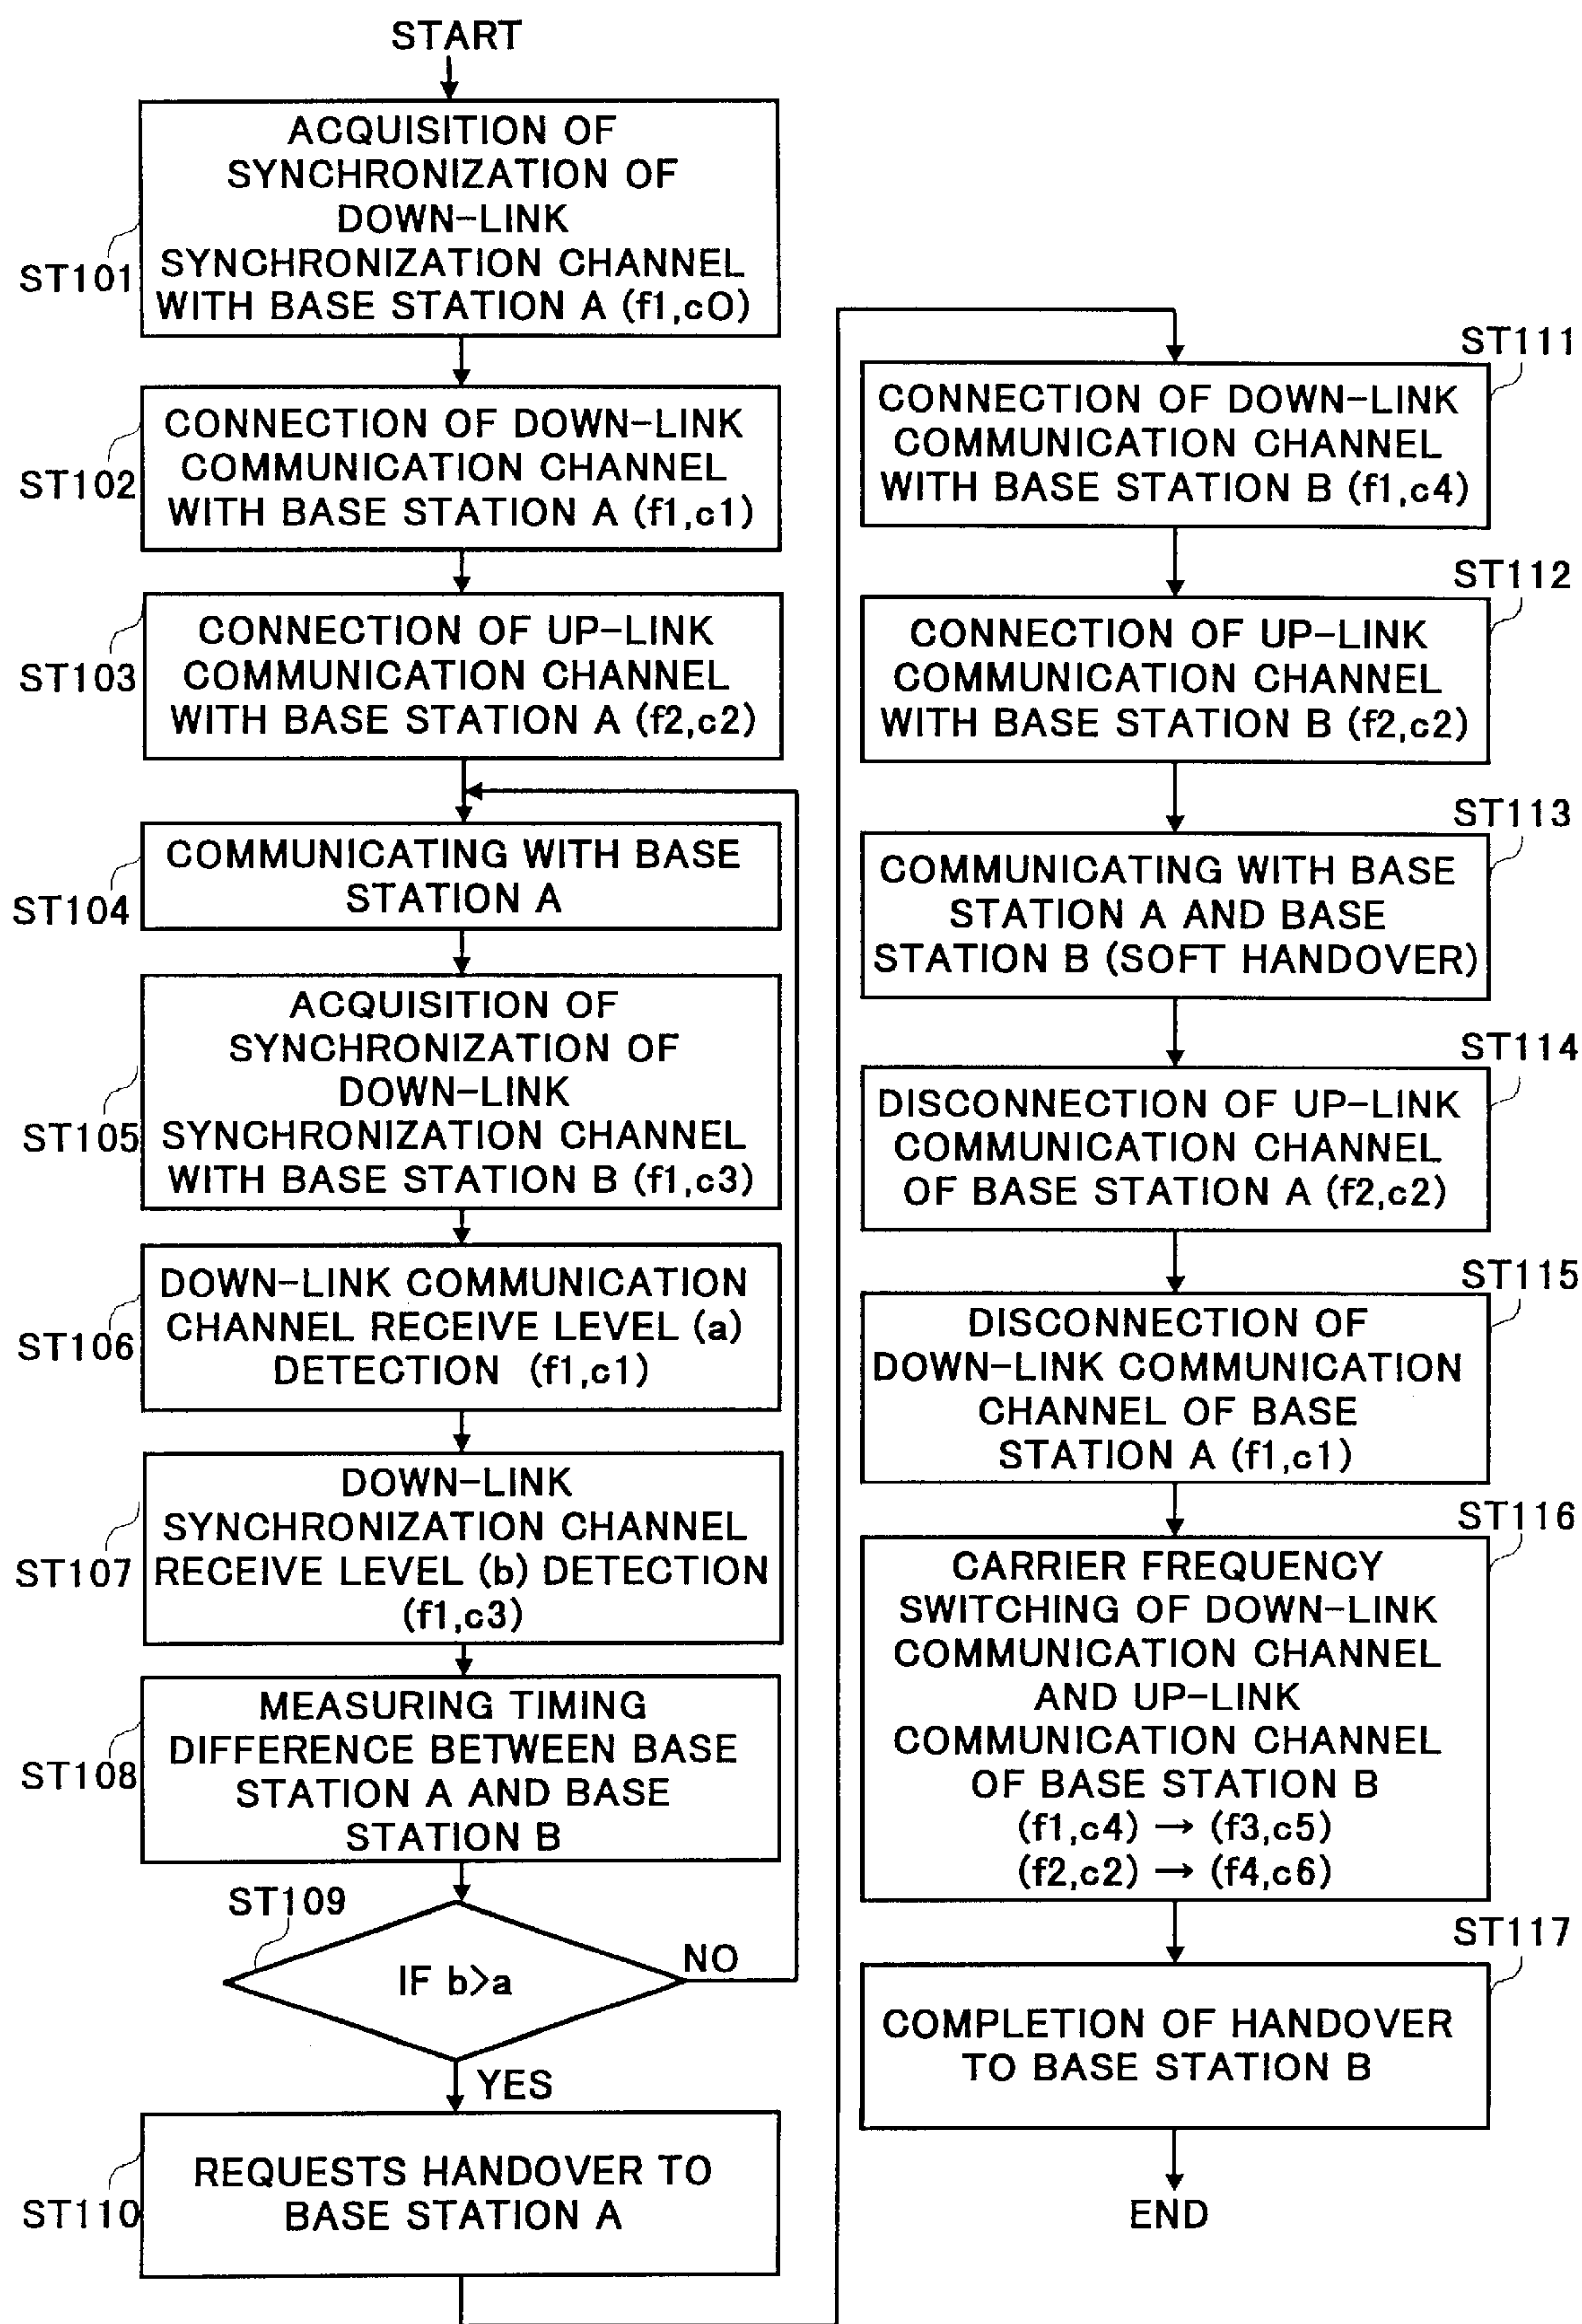 START
ACQUISITION OF
SYNCHRONIZATION OF
DOWN-LINK
SYNCHRONIZATION CHANNEL
WITH BASE STATION A (f1,c0)
ST101
CONNECTION OF DOWN-LINK
COMMUNICATION CHANNEL
WITH BASE STATION A (f1,c1)
ST102
CONNECTION OF UP-LINK
COMMUNICATION CHANNEL
WITH BASE STATION A (f2,c2)
ST103
COMMUNICATING WITH BASE
STATION A
ST104
ACQUISITION OF
SYNCHRONIZATION OF
DOWN-LINK
SYNCHRONIZATION CHANNEL
WITH BASE STATION B (f1,c3)
ST105
DOWN-LINK COMMUNICATION
CHANNEL RECEIVE LEVEL (a)
DETECTION (f1,c1)
ST106
DOWN-LINK
SYNCHRONIZATION CHANNEL
RECEIVE LEVEL (b) DETECTION
(f1,c3)
ST107
MEASURING TIMING
DIFFERENCE BETWEEN BASE
STATION A AND BASE
STATION B
ST108
ST109
IF b>a
NO
YES
REQUESTS HANDOVER TO
BASE STATION A
ST110
ST111
CONNECTION OF DOWN-LINK
COMMUNICATION CHANNEL
WITH BASE STATION B (f1,c4)
ST112
CONNECTION OF UP-LINK
COMMUNICATION CHANNEL
WITH BASE STATION B (f2,c2)
ST113
COMMUNICATING WITH BASE
STATION A AND BASE
STATION B (SOFT HANDOVER)
ST114
DISCONNECTION OF UP-LINK
COMMUNICATION CHANNEL
OF BASE STATION A (f2,c2)
ST115
DISCONNECTION OF
DOWN-LINK COMMUNICATION
CHANNEL OF BASE
STATION A (f1,c1)
ST116
CARRIER FREQUENCY
SWITCHING OF DOWN-LINK
COMMUNICATION CHANNEL
AND UP-LINK
COMMUNICATION CHANNEL
OF BASE STATION B
(f1,c4) → (f3,c5)
(f2,c2) → (f4,c6)
ST117
COMPLETION OF HANDOVER
TO BASE STATION B
END